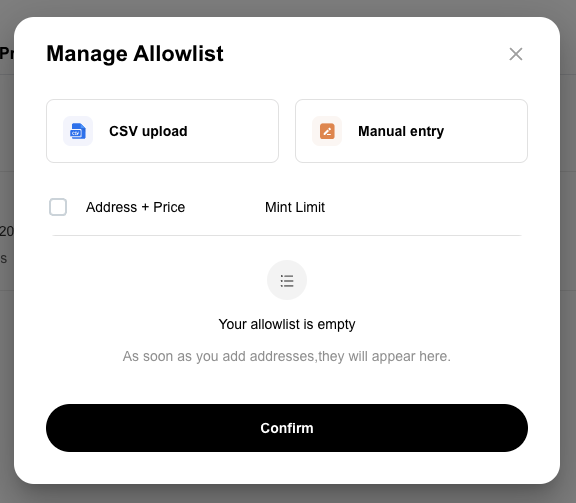 Manage Allowlist
CSV upload
Manual entry
Address + Price
Mint Limit
Your allowlist is empty
As soon as you add addresses,they will appear here.
Confirm
Pr
20
s